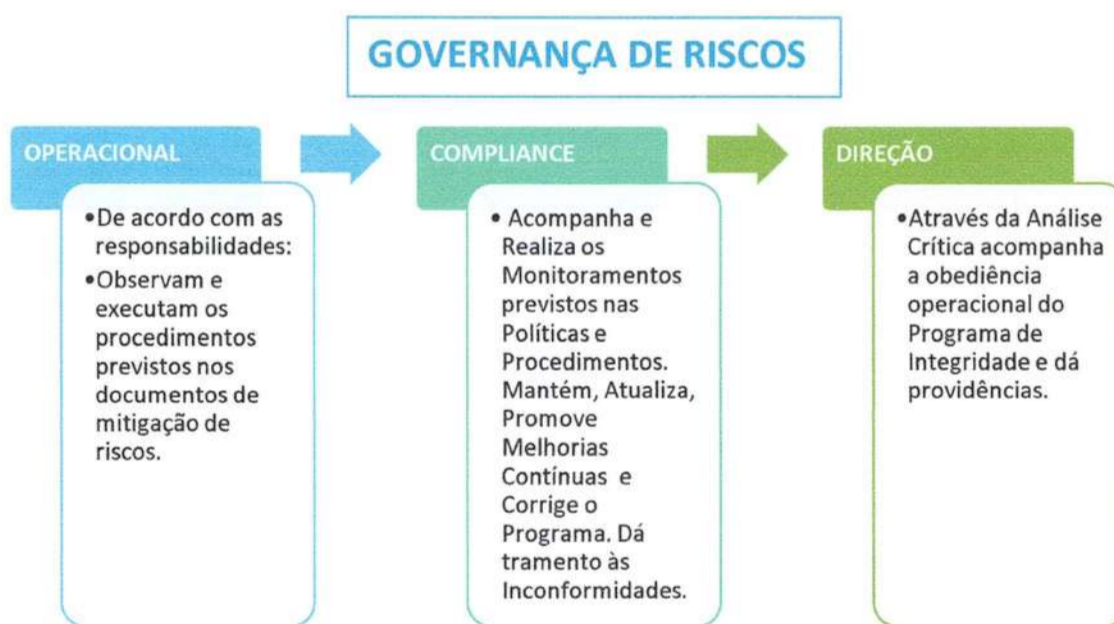 GOVERNANÇA DE RISCOS
OPERACIONAL
•De acordo com as
responsabilidades:
•Observam e
executam os
procedimentos
previstos nos
documentos de
mitigação de
riscos.
COMPLIANCE
• Acompanha e
Realiza os
Monitoramentos
previstos nas
Políticas e
Procedimentos.
Mantém, Atualiza,
Promove
Melhorias
Contínuas e
Corrige o
Programa. Dá
tramento às
Inconformidades.
DIREÇÃO
•Através da Análise
Crítica acompanha
a obediência
operacional do
Programa de
Integridade e dá
providências.